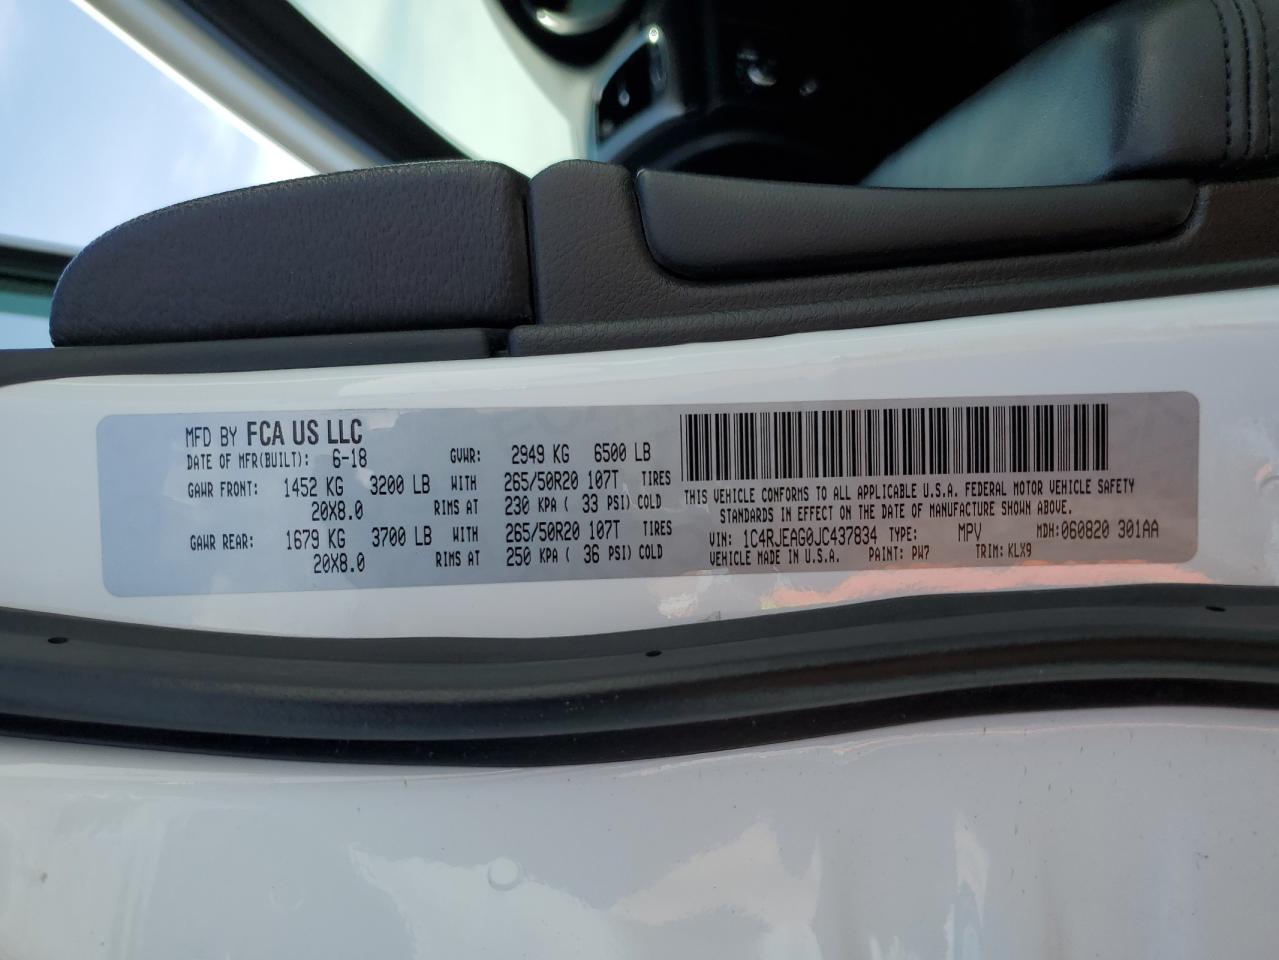 MFD BY FCA US LLC
DATE OF MFR(BUILT): 6-18 GVWR: 2949 KG 6500 LB
GAWR FRONT: 1452 KG 3200 LB WITH 265/50R20 107T TIRES
20X8.0 RIMS AT 230 KPA ( 33 PSI) COLD
GAWR REAR: 1679 KG 3700 LB WITH 265/50R20 107T TIRES
20X8.0 RIMS AT 250 KPA ( 36 PSI) COLD
THIS VEHICLE CONFORMS TO ALL APPLICABLE U.S.A. FEDERAL MOTOR VEHICLE SAFETY
STANDARDS IN EFFECT ON THE DATE OF MANUFACTURE SHOWN ABOVE.
VIN: 1C4RJEAG0JC437834 TYPE: MPV MDH:060820 301AA
VEHICLE MADE IN U.S.A. PAINT: PW7 TRIM: KLX9